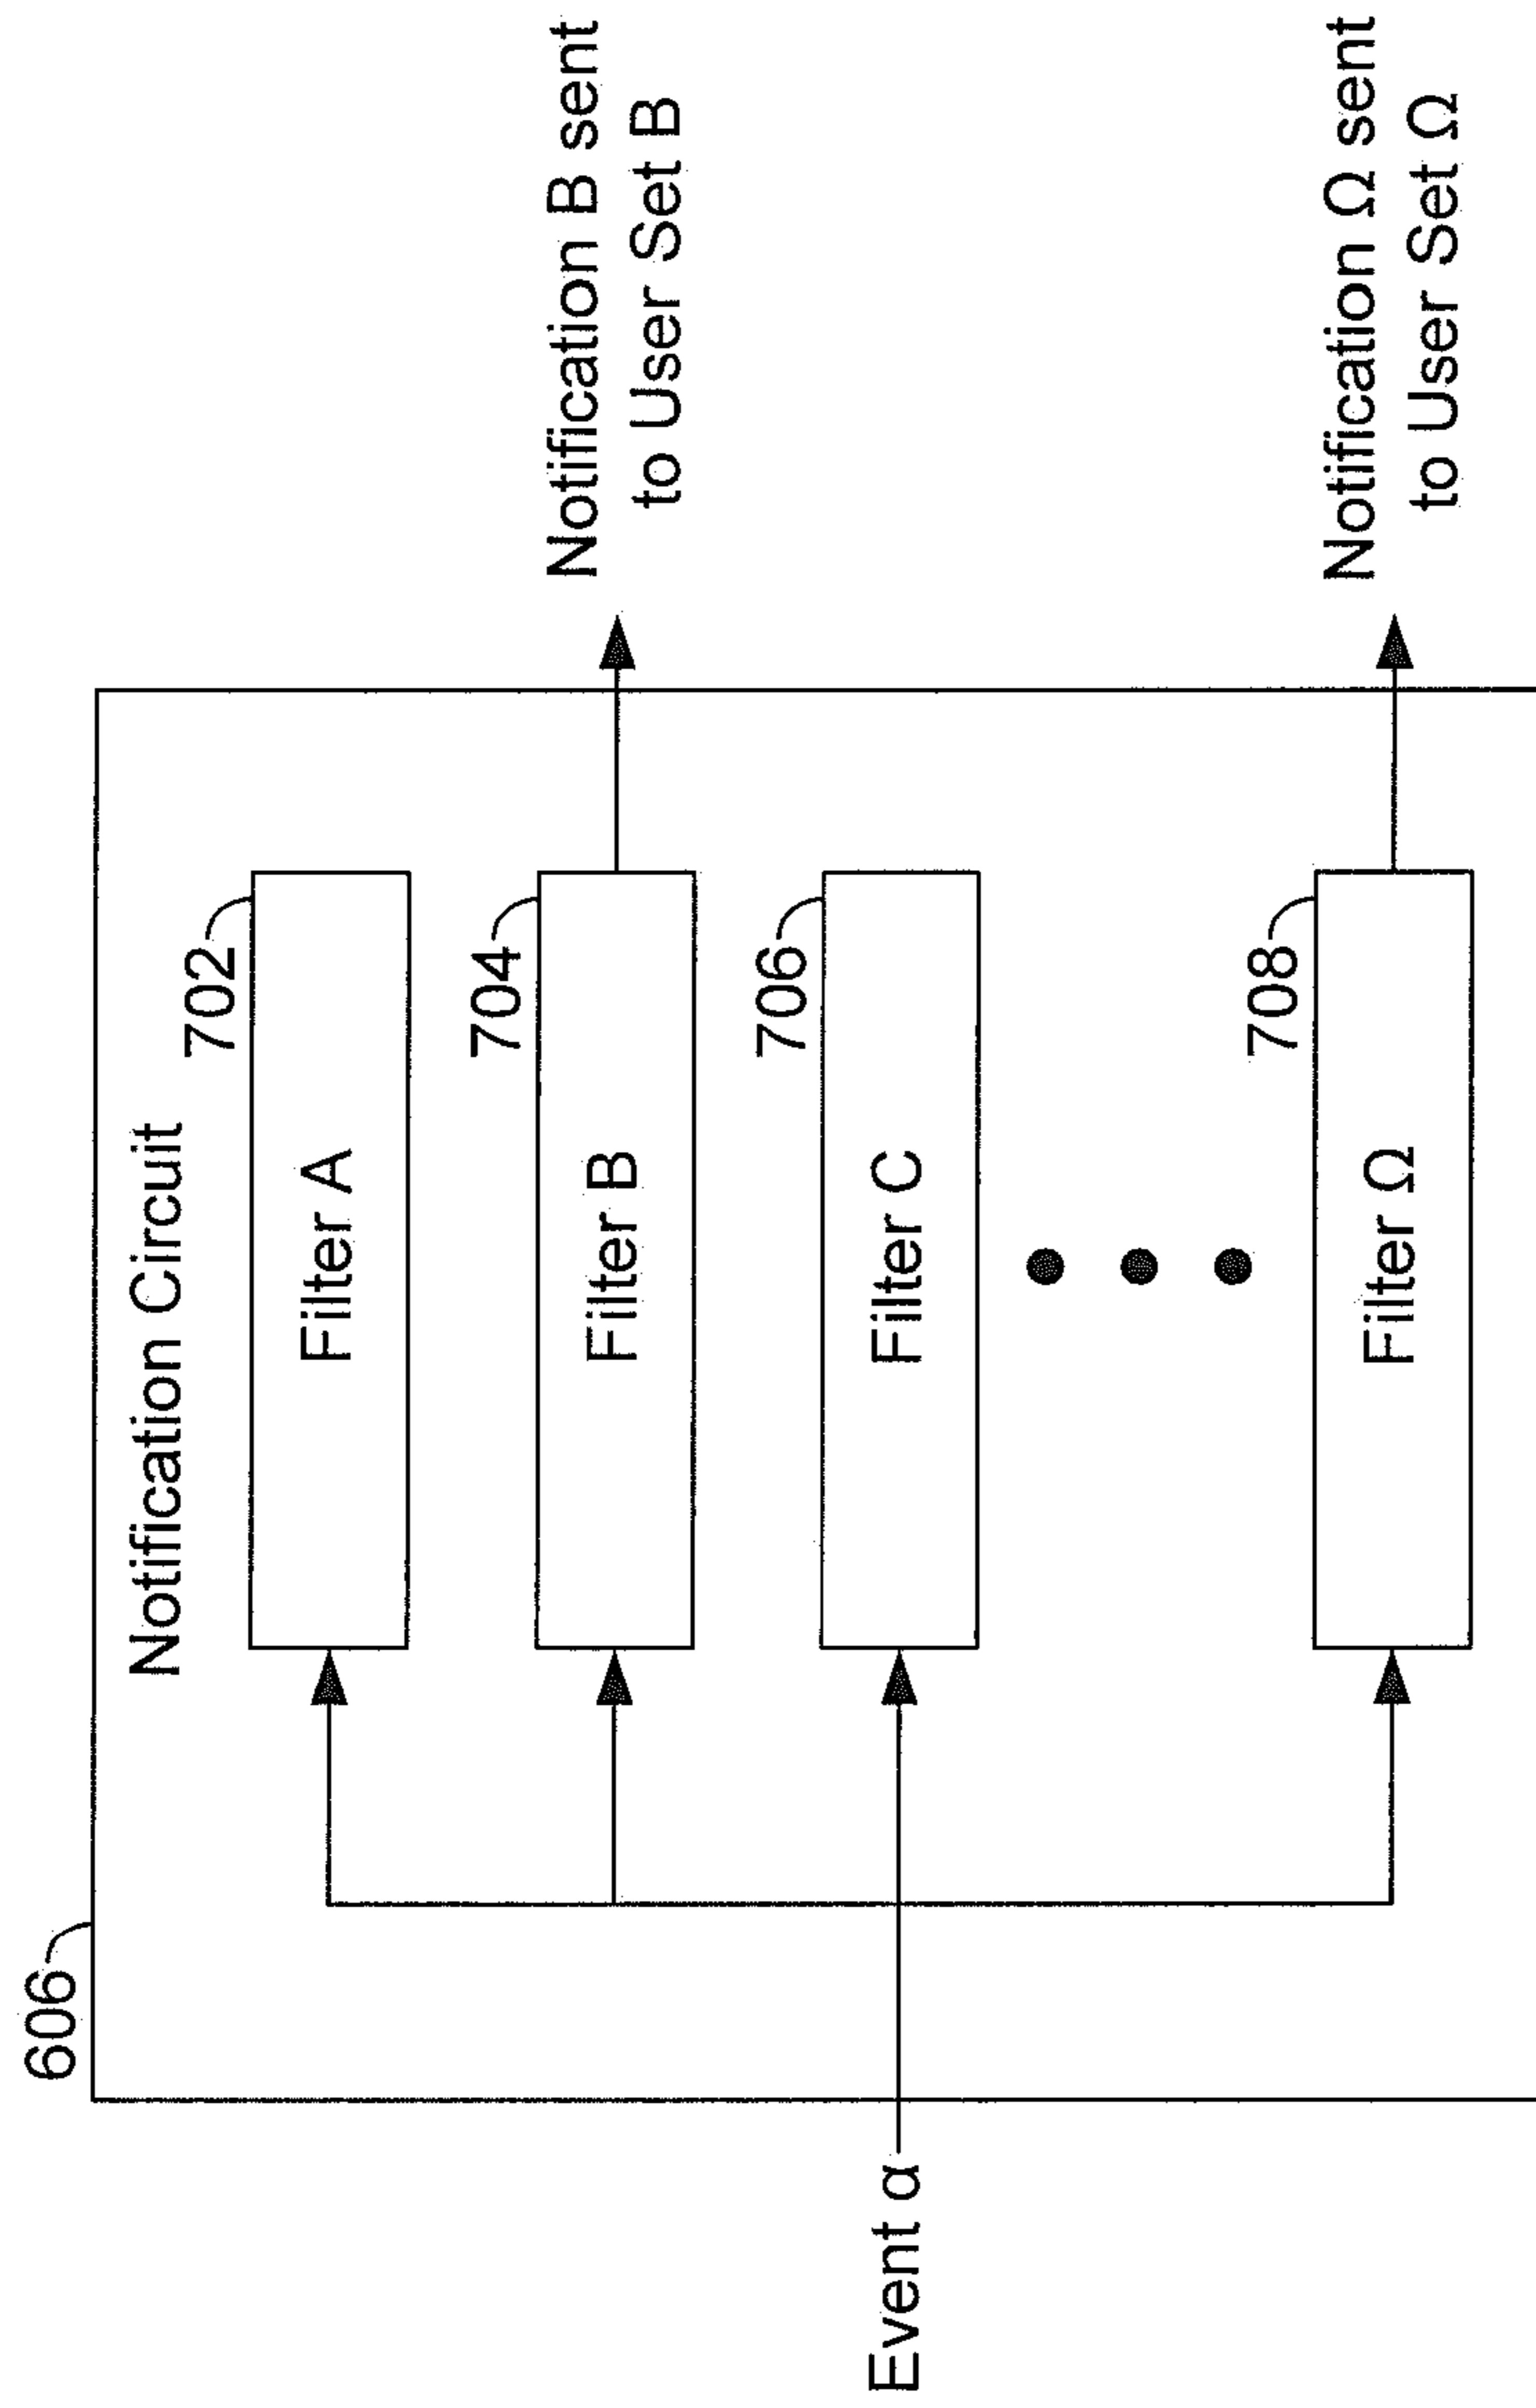 606
Notification Circuit
702
Filter A
704
Filter B
Notification B sent
to User Set B
Event α
706
Filter C
708
Filter Ω
Notification Ω sent
to User Set Ω